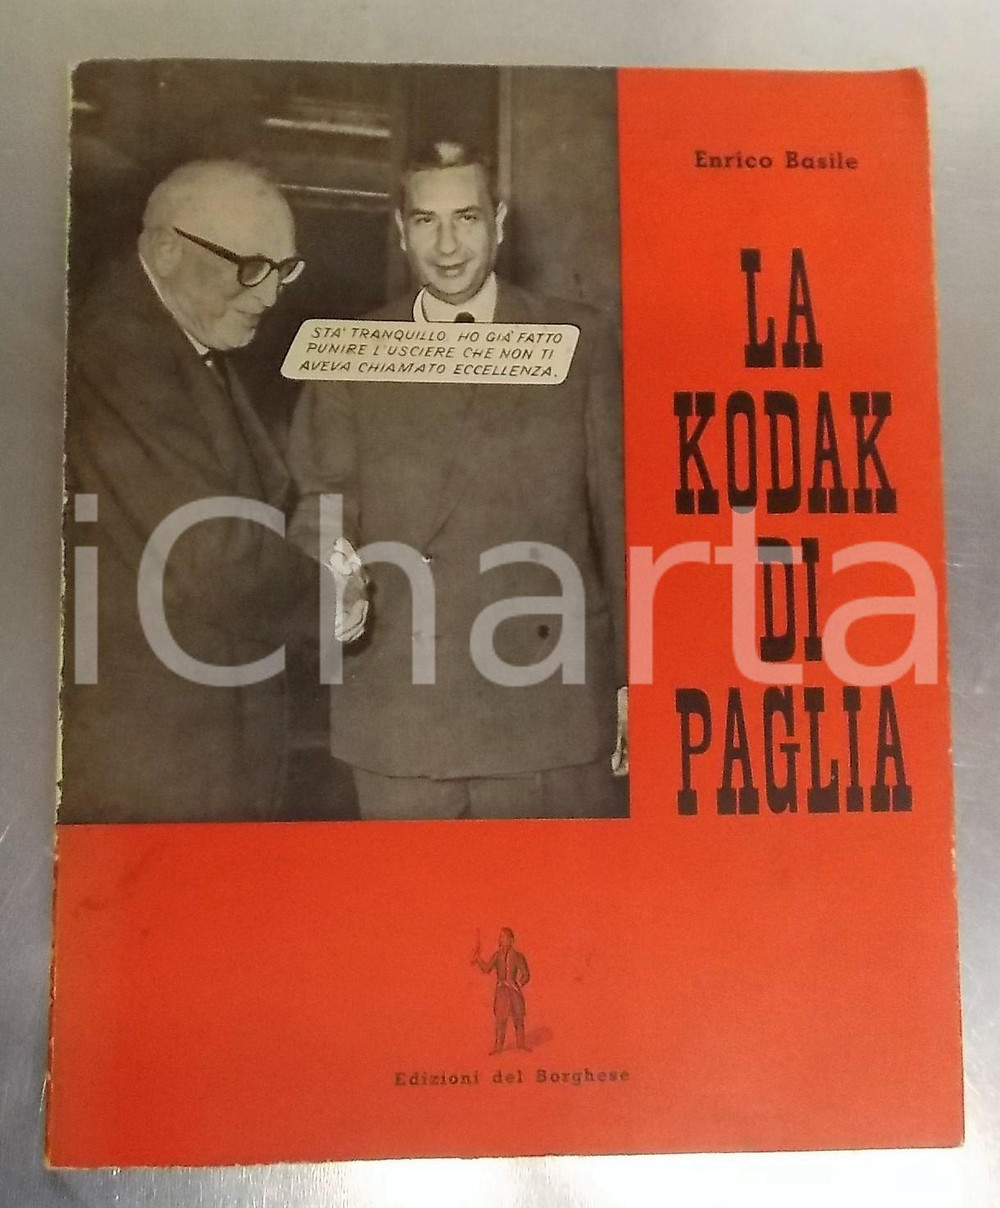 Enrico Basile
LA
KODAK
DI
PAGLIA
STA' TRANQUILLO. HO GIÀ FATTO
PUNIRE L'USCIERE CHE NON TI
AVEVA CHIAMATO ECCELLENZA.
iCharta
Edizioni del Borghese